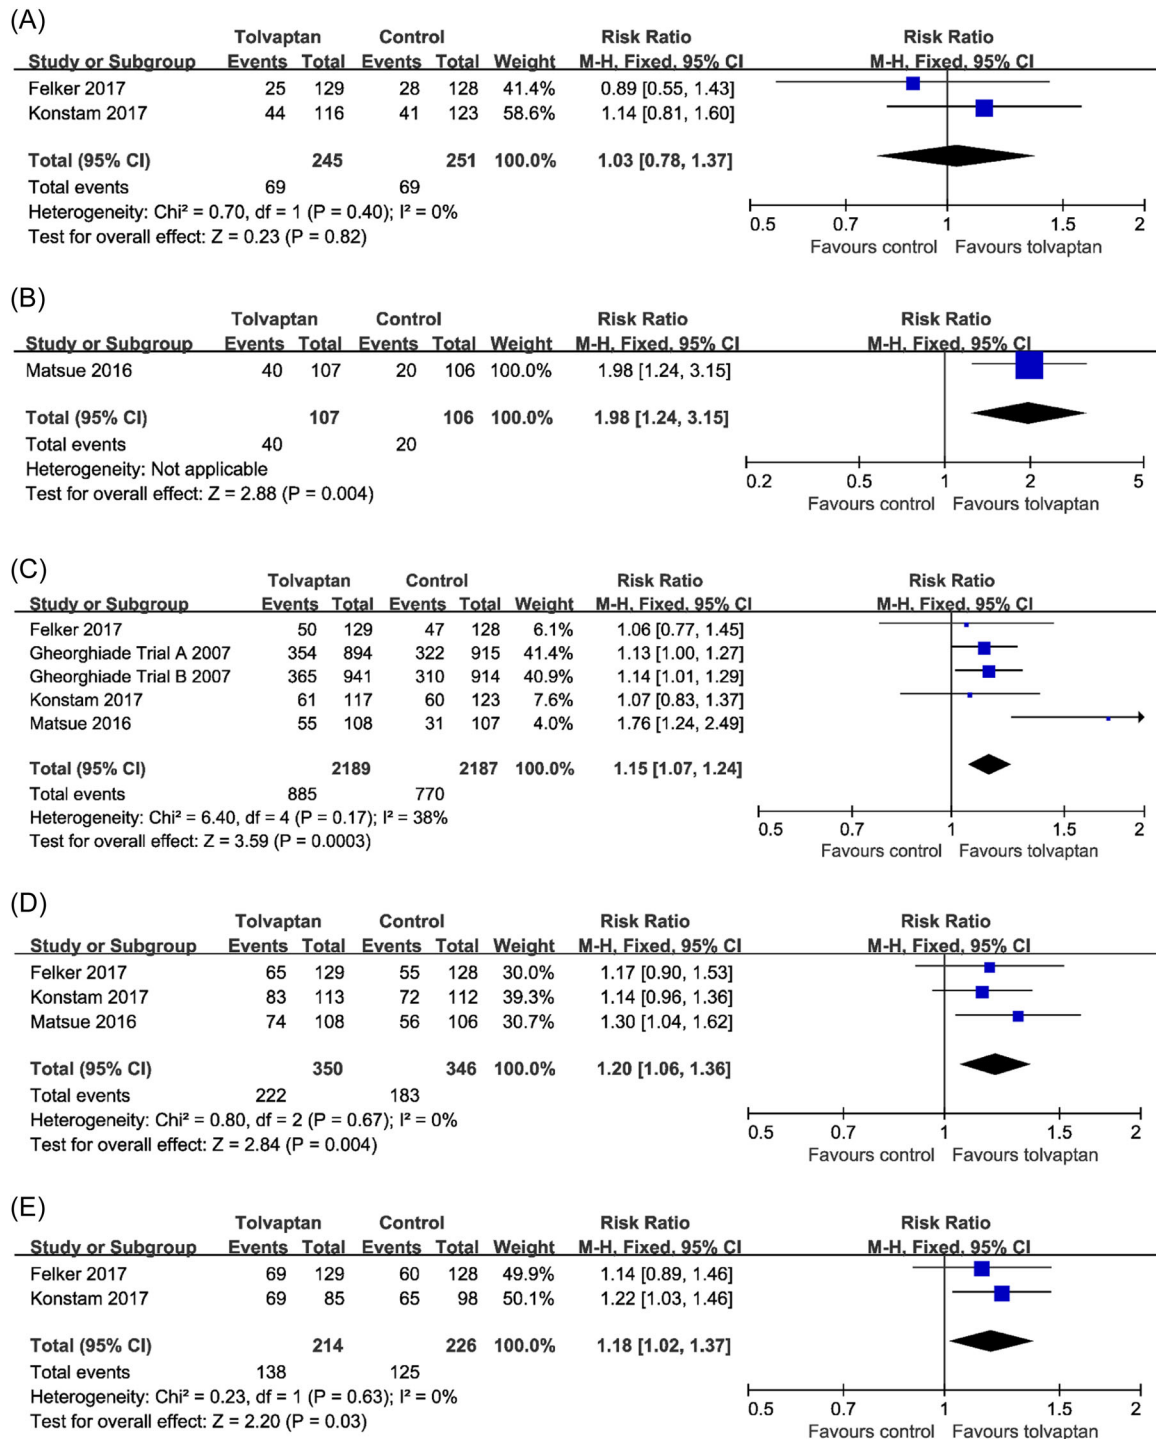 (A)
Tolvaptan Control Risk Ratio Risk Ratio
Study or Subgroup Events Total Events Total Weight M-H, Fixed, 95% CI M-H, Fixed, 95% CI
Felker 2017 25 129 28 128 41.4% 0.89 [0.55, 1.43]
Konstam 2017 44 116 41 123 58.6% 1.14 [0.81, 1.60]
Total (95% CI) 245 251 100.0% 1.03 [0.78, 1.37]
Total events 69 69
Heterogeneity: Chi² = 0.70, df = 1 (P = 0.40); I² = 0%
Test for overall effect: Z = 0.23 (P = 0.82)
0.5 0.7 1 1.5 2
Favours control Favours tolvaptan
(B)
Tolvaptan Control Risk Ratio Risk Ratio
Study or Subgroup Events Total Events Total Weight M-H, Fixed, 95% CI M-H, Fixed, 95% CI
Matsue 2016 40 107 20 106 100.0% 1.98 [1.24, 3.15]
Total (95% CI) 107 106 100.0% 1.98 [1.24, 3.15]
Total events 40 20
Heterogeneity: Not applicable
Test for overall effect: Z = 2.88 (P = 0.004)
0.2 0.5 1 2 5
Favours control Favours tolvaptan
(C)
Tolvaptan Control Risk Ratio Risk Ratio
Study or Subgroup Events Total Events Total Weight M-H, Fixed, 95% CI M-H, Fixed, 95% CI
Felker 2017 50 129 47 128 6.1% 1.06 [0.77, 1.45]
Gheorghiade Trial A 2007 354 894 322 915 41.4% 1.13 [1.00, 1.27]
Gheorghiade Trial B 2007 365 941 310 914 40.9% 1.14 [1.01, 1.29]
Konstam 2017 61 117 60 123 7.6% 1.07 [0.83, 1.37]
Matsue 2016 55 108 31 107 4.0% 1.76 [1.24, 2.49]
Total (95% CI) 2189 2187 100.0% 1.15 [1.07, 1.24]
Total events 885 770
Heterogeneity: Chi² = 6.40, df = 4 (P = 0.17); I² = 38%
Test for overall effect: Z = 3.59 (P = 0.0003)
0.5 0.7 1 1.5 2
Favours control Favours tolvaptan
(D)
Tolvaptan Control Risk Ratio Risk Ratio
Study or Subgroup Events Total Events Total Weight M-H, Fixed, 95% CI M-H, Fixed, 95% CI
Felker 2017 65 129 55 128 30.0% 1.17 [0.90, 1.53]
Konstam 2017 83 113 72 112 39.3% 1.14 [0.96, 1.36]
Matsue 2016 74 108 56 106 30.7% 1.30 [1.04, 1.62]
Total (95% CI) 350 346 100.0% 1.20 [1.06, 1.36]
Total events 222 183
Heterogeneity: Chi² = 0.80, df = 2 (P = 0.67); I² = 0%
Test for overall effect: Z = 2.84 (P = 0.004)
0.5 0.7 1 1.5 2
Favours control Favours tolvaptan
(E)
Tolvaptan Control Risk Ratio Risk Ratio
Study or Subgroup Events Total Events Total Weight M-H, Fixed, 95% CI M-H, Fixed, 95% CI
Felker 2017 69 129 60 128 49.9% 1.14 [0.89, 1.46]
Konstam 2017 69 85 65 98 50.1% 1.22 [1.03, 1.46]
Total (95% CI) 214 226 100.0% 1.18 [1.02, 1.37]
Total events 138 125
Heterogeneity: Chi² = 0.23, df = 1 (P = 0.63); I² = 0%
Test for overall effect: Z = 2.20 (P = 0.03)
0.5 0.7 1 1.5 2
Favours control Favours tolvaptan